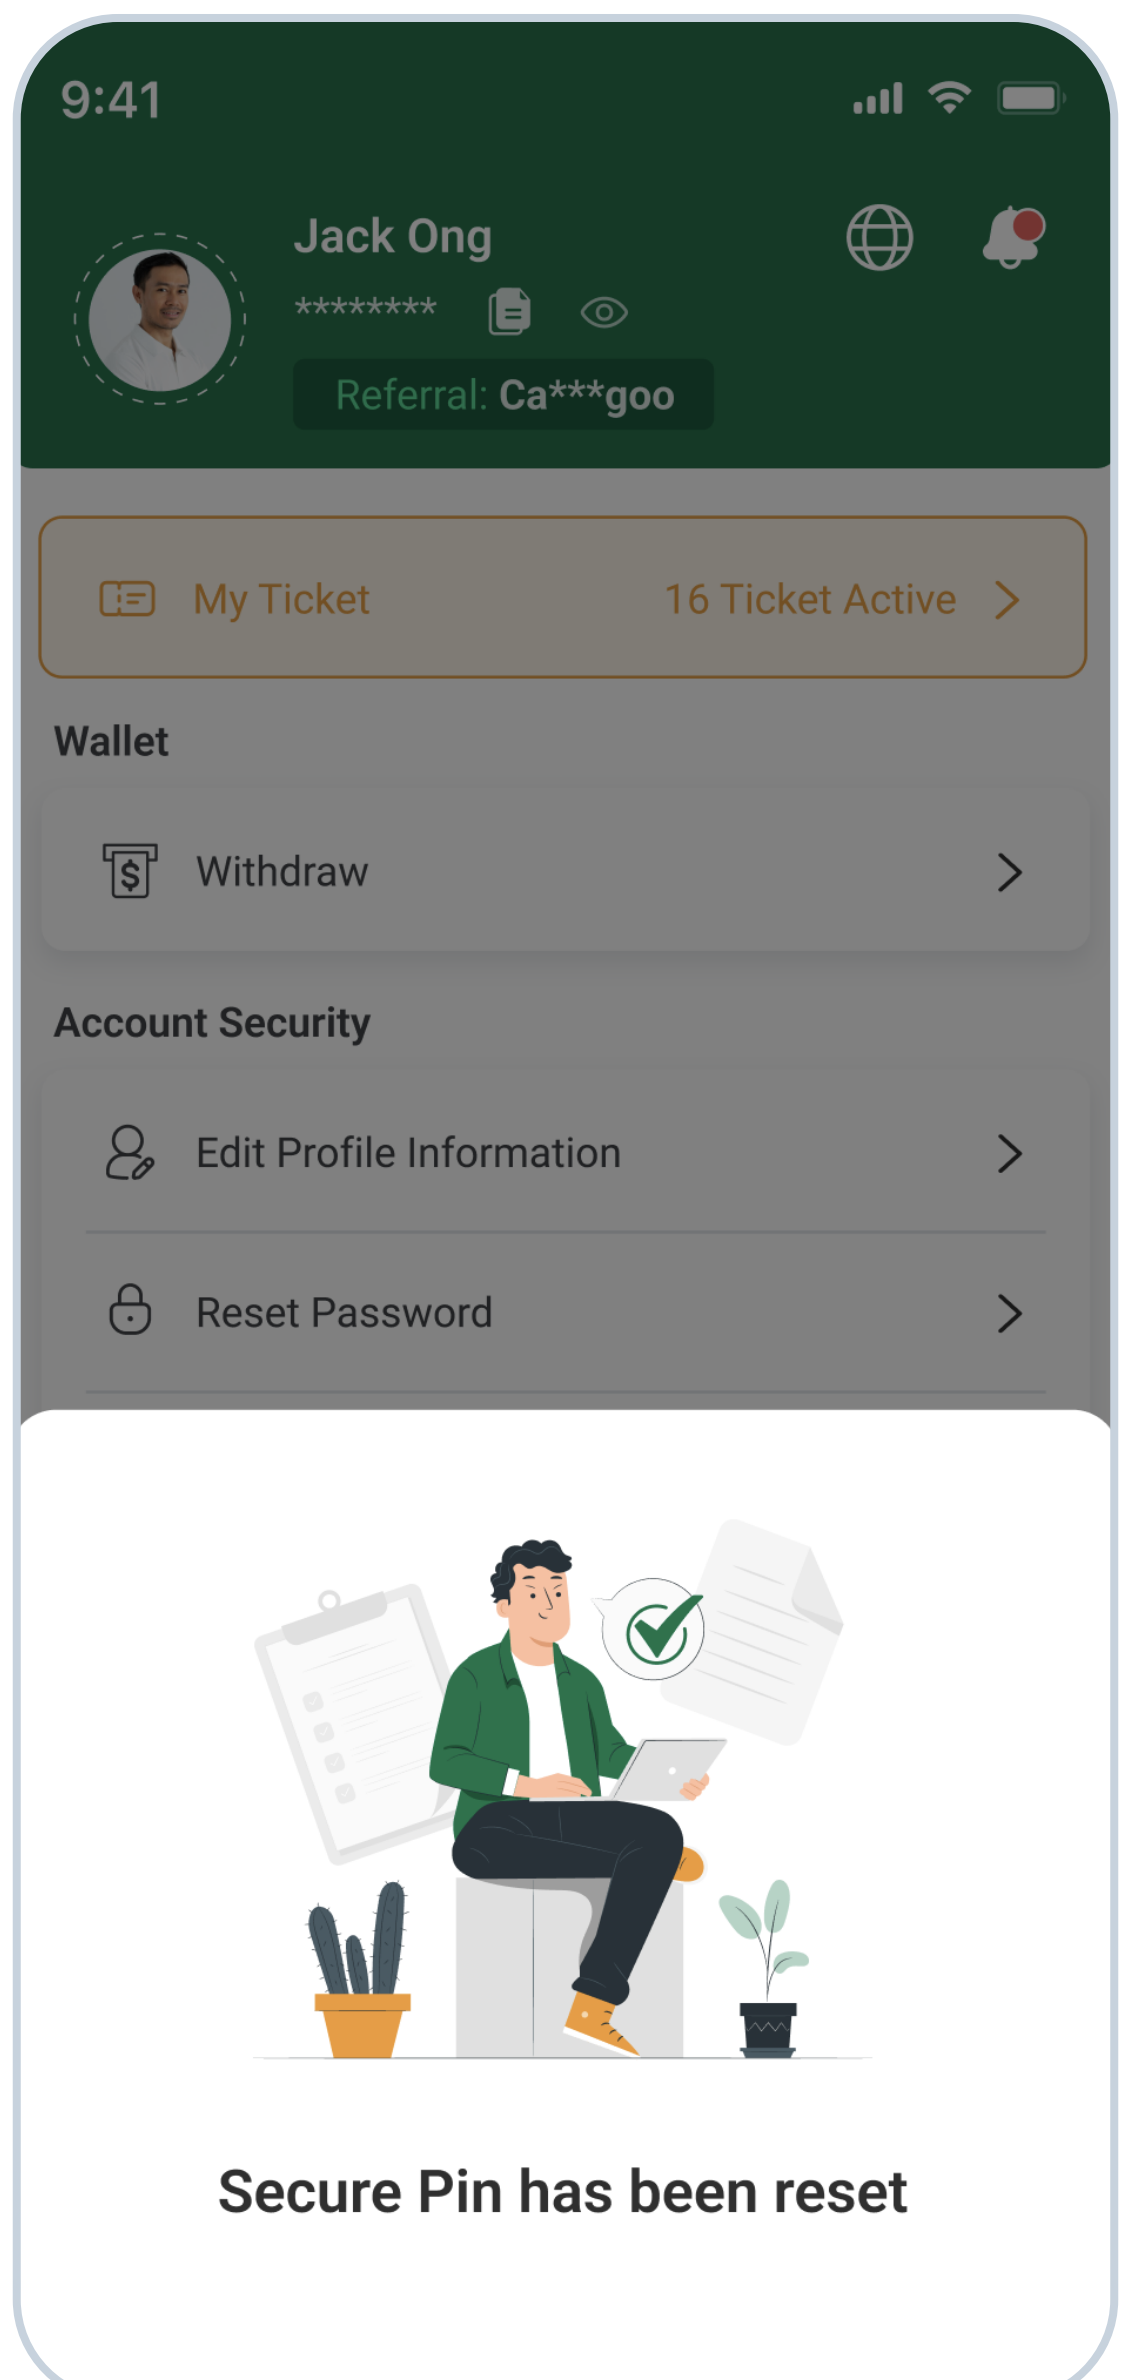 9:41
Jack Ong
********
Referral: Ca***goo
My Ticket
16 Ticket Active
Wallet
Withdraw
Account Security
Edit Profile Information
Reset Password
Secure Pin has been reset